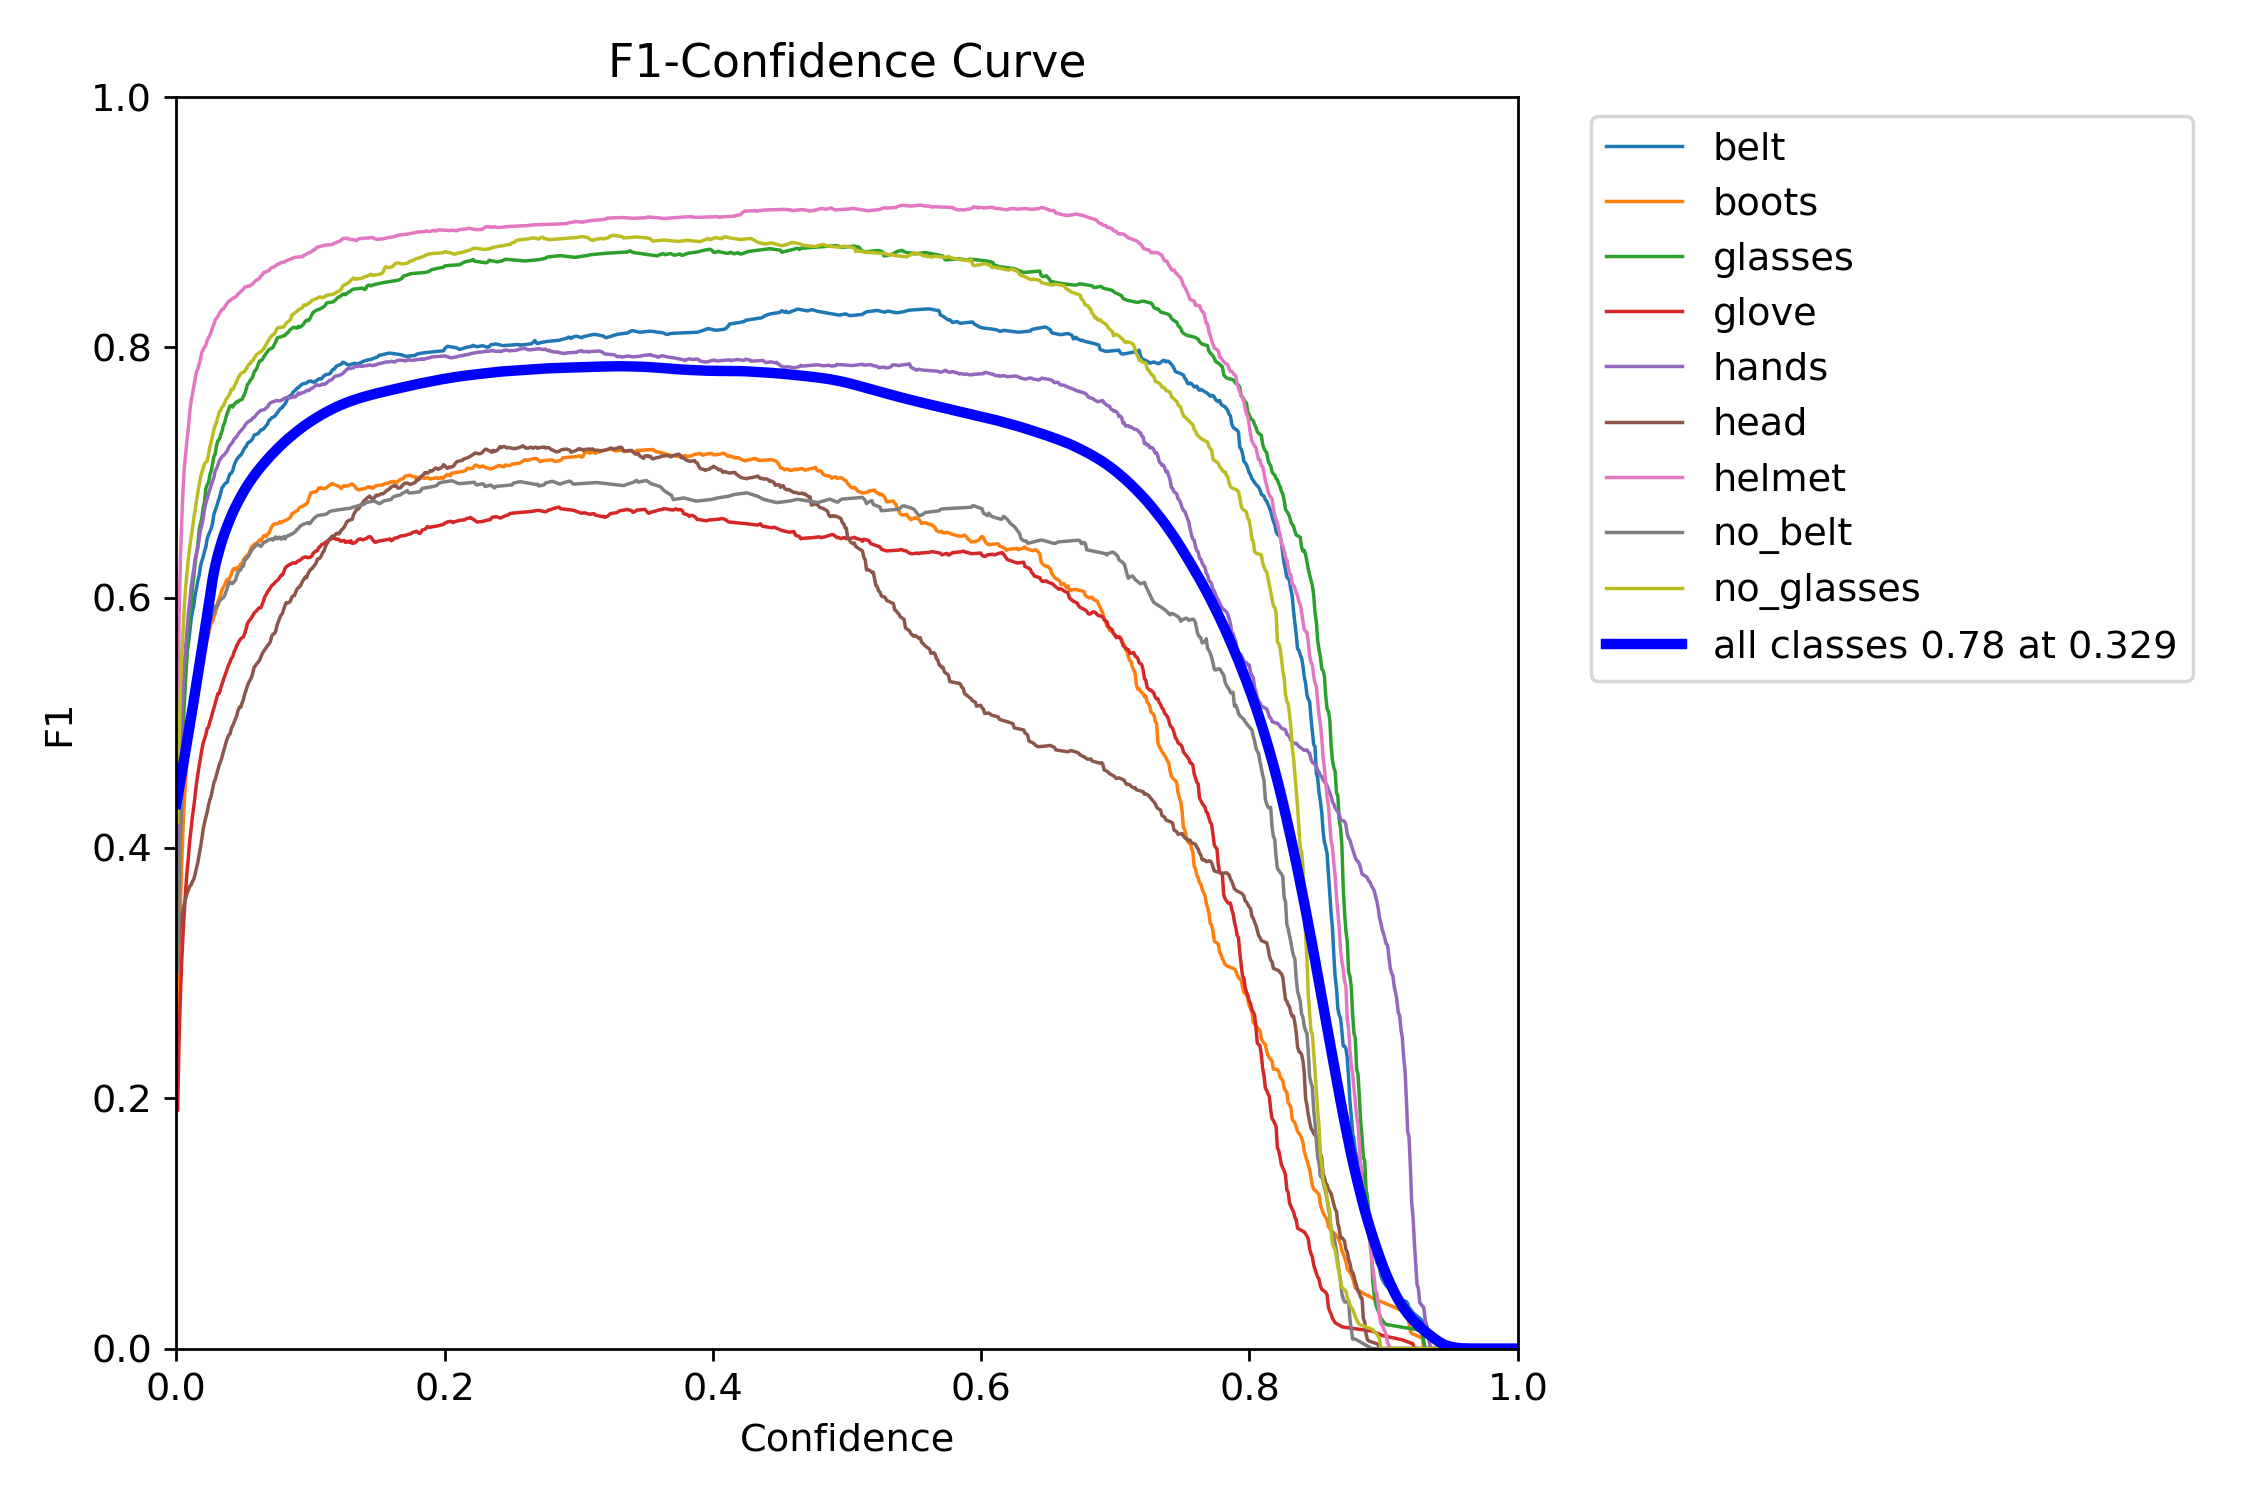 F1-Confidence Curve
1.0
0.8
0.6
0.4
0.2
0.0
F1
0.0 0.2 0.4 0.6 0.8 1.0
Confidence
belt
boots
glasses
glove
hands
head
helmet
no_belt
no_glasses
all classes 0.78 at 0.329